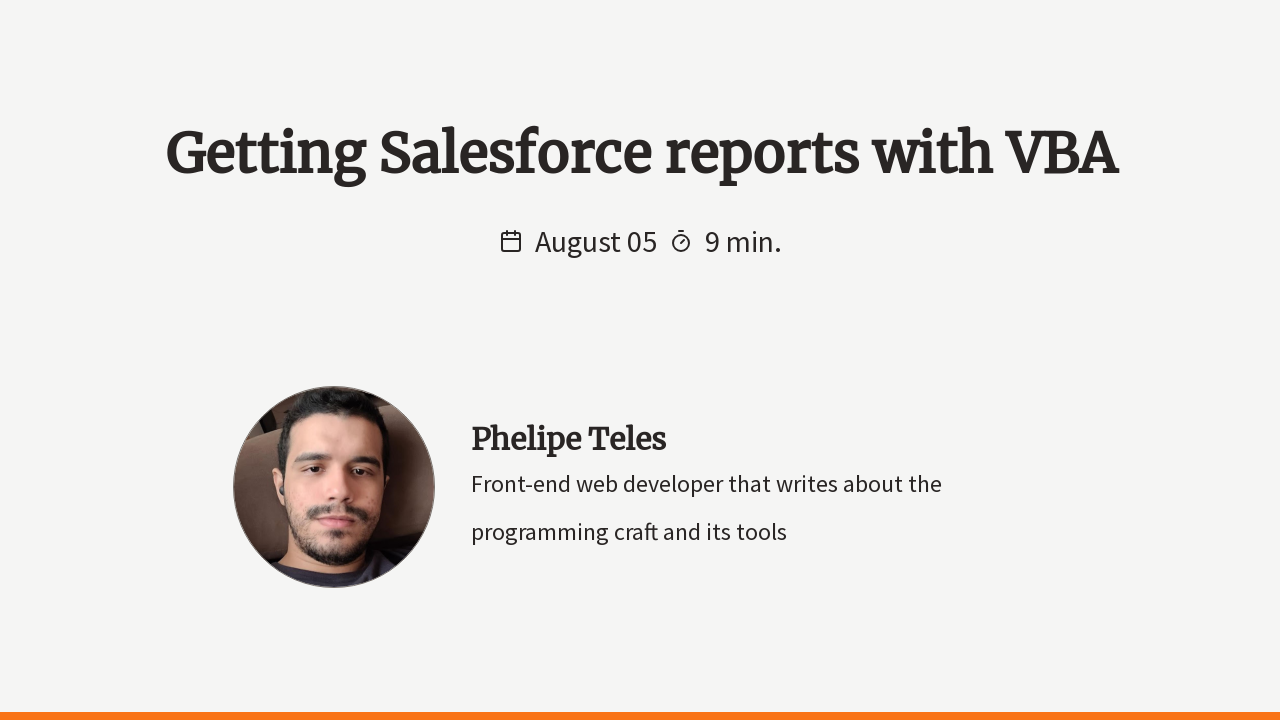 Getting Salesforce reports with VBA
August 05 9 min.
Phelipe Teles
Front-end web developer that writes about the
programming craft and its tools